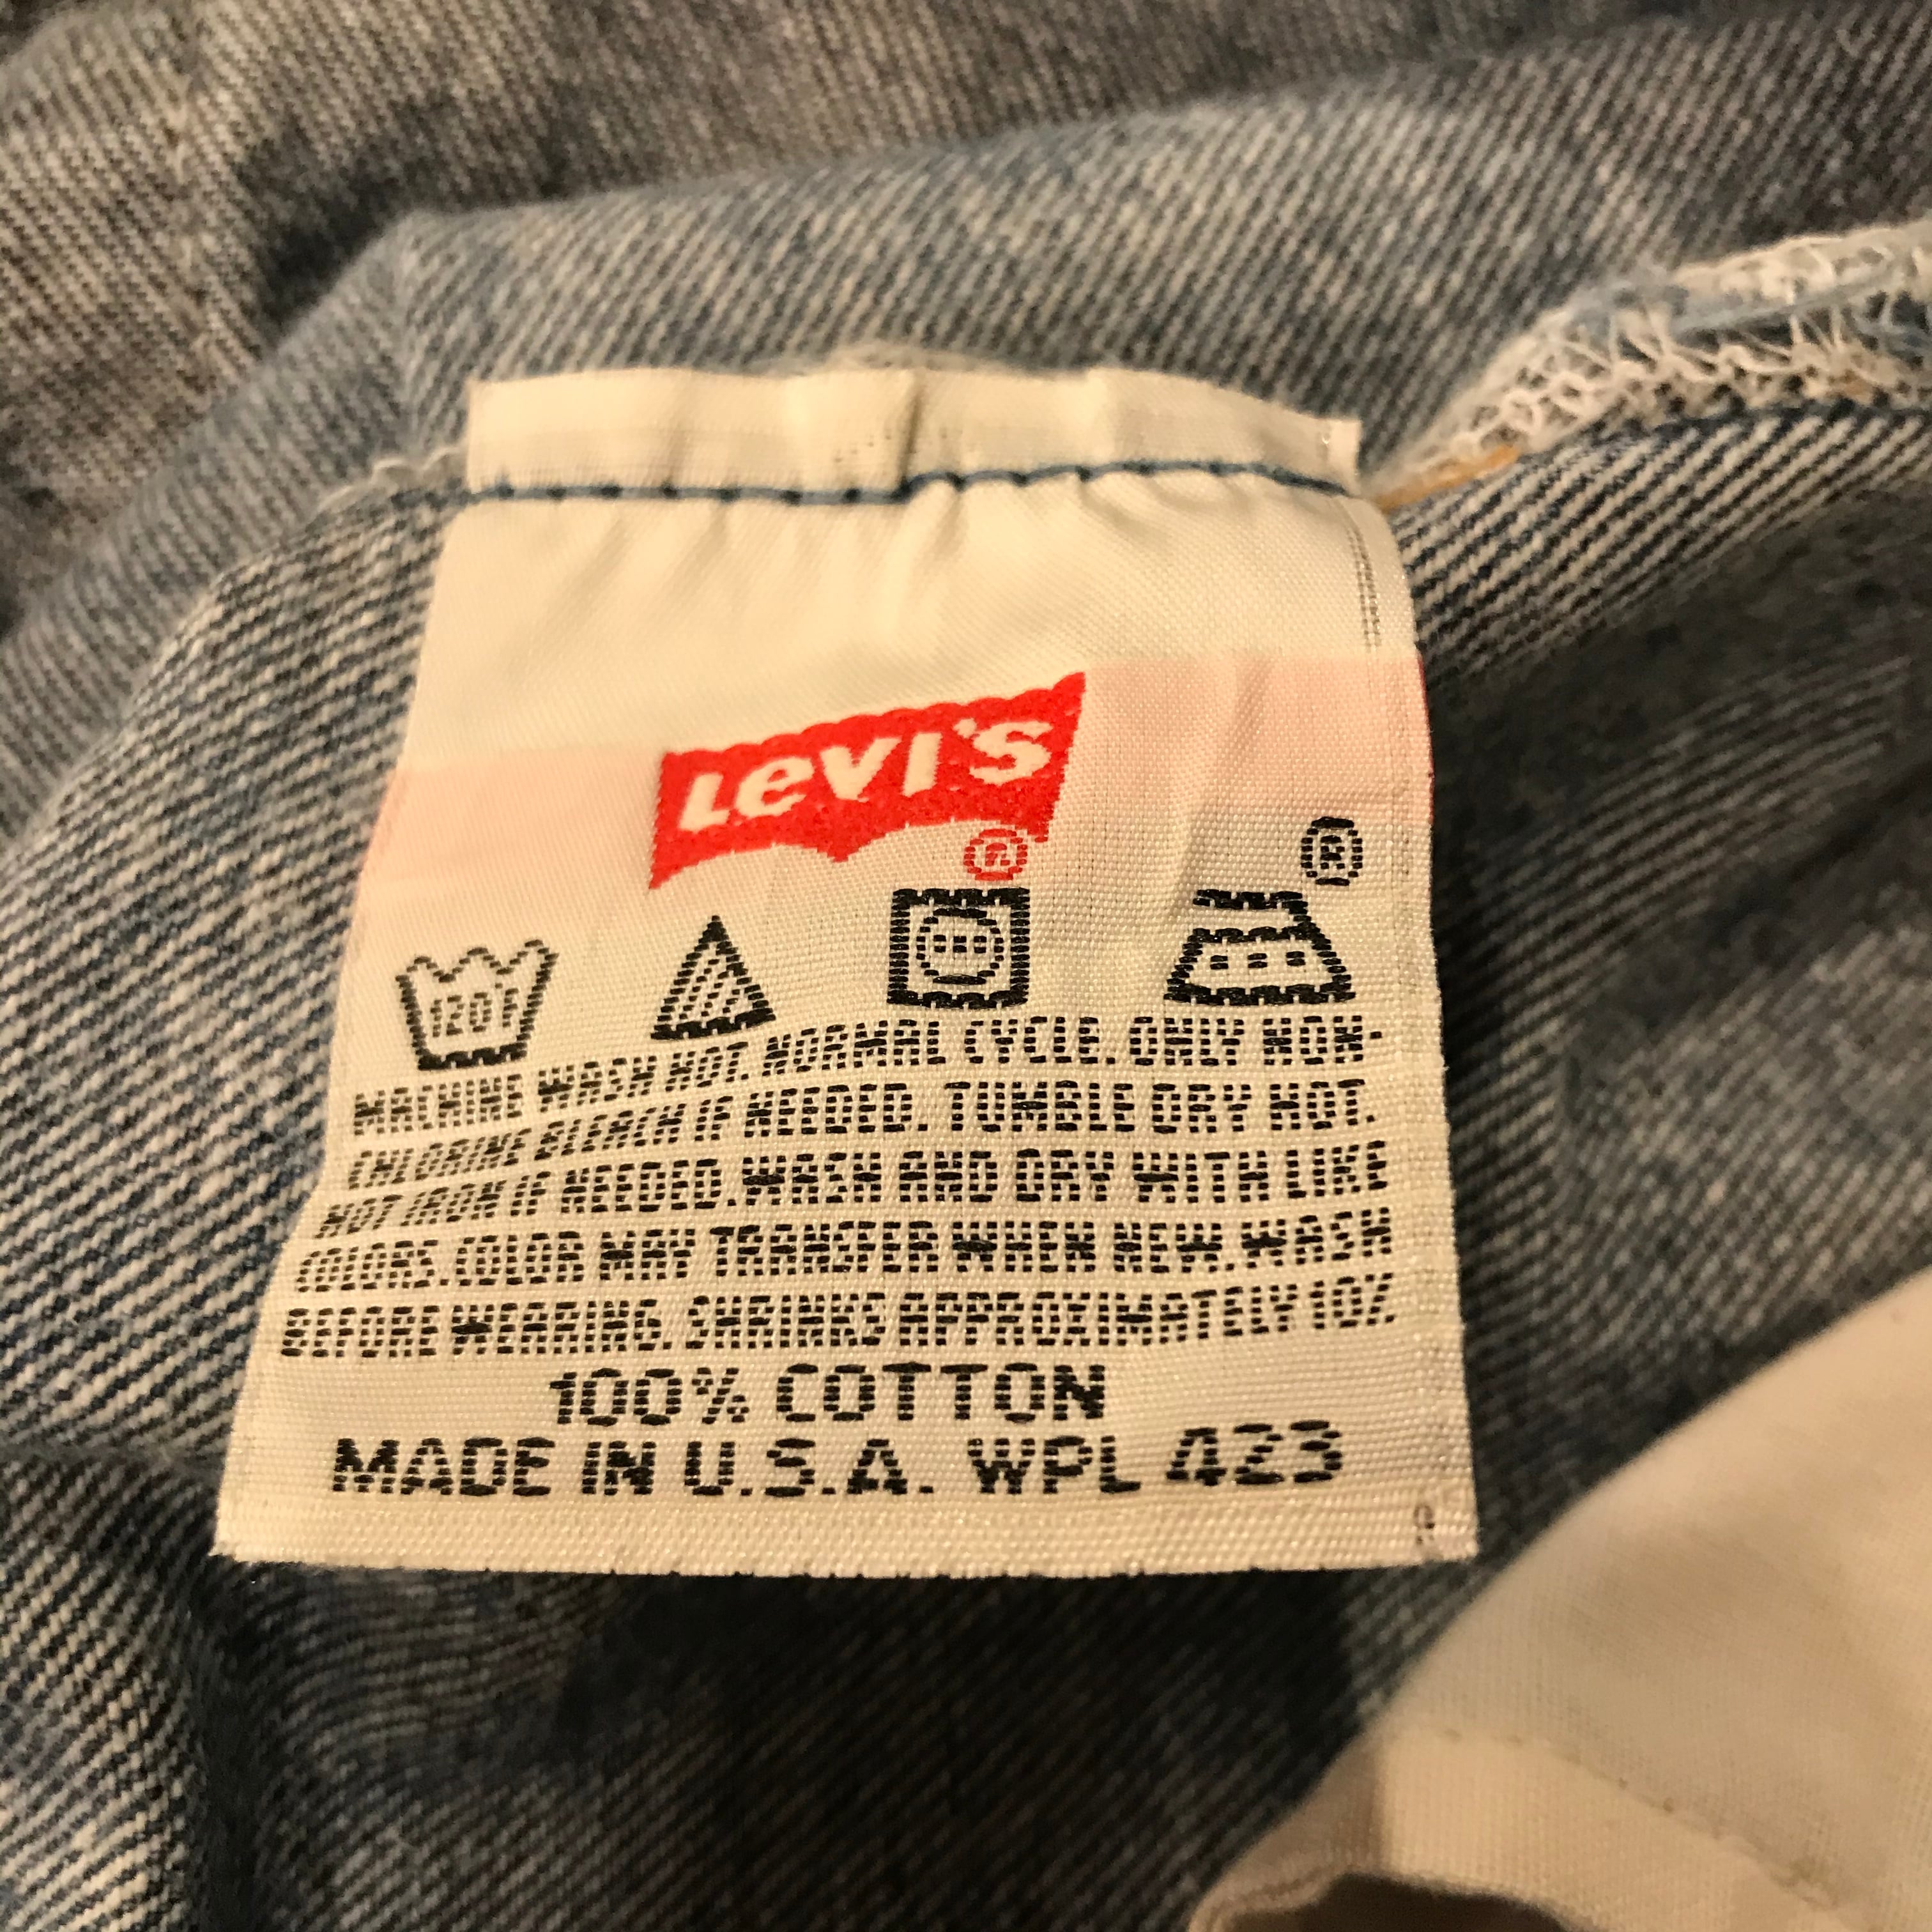 LEVI'S
®
®
120°F
MACHINE WASH HOT. NORMAL CYCLE. ONLY NON-
CHLORINE BLEACH IF NEEDED. TUMBLE DRY HOT.
HOT IRON IF NEEDED. WASH AND DRY WITH LIKE
COLORS. COLOR MAY TRANSFER WHEN NEW. WASH
BEFORE WEARING. SHRINKS APPROXIMATELY 10%
100% COTTON
MADE IN U.S.A. WPL 423